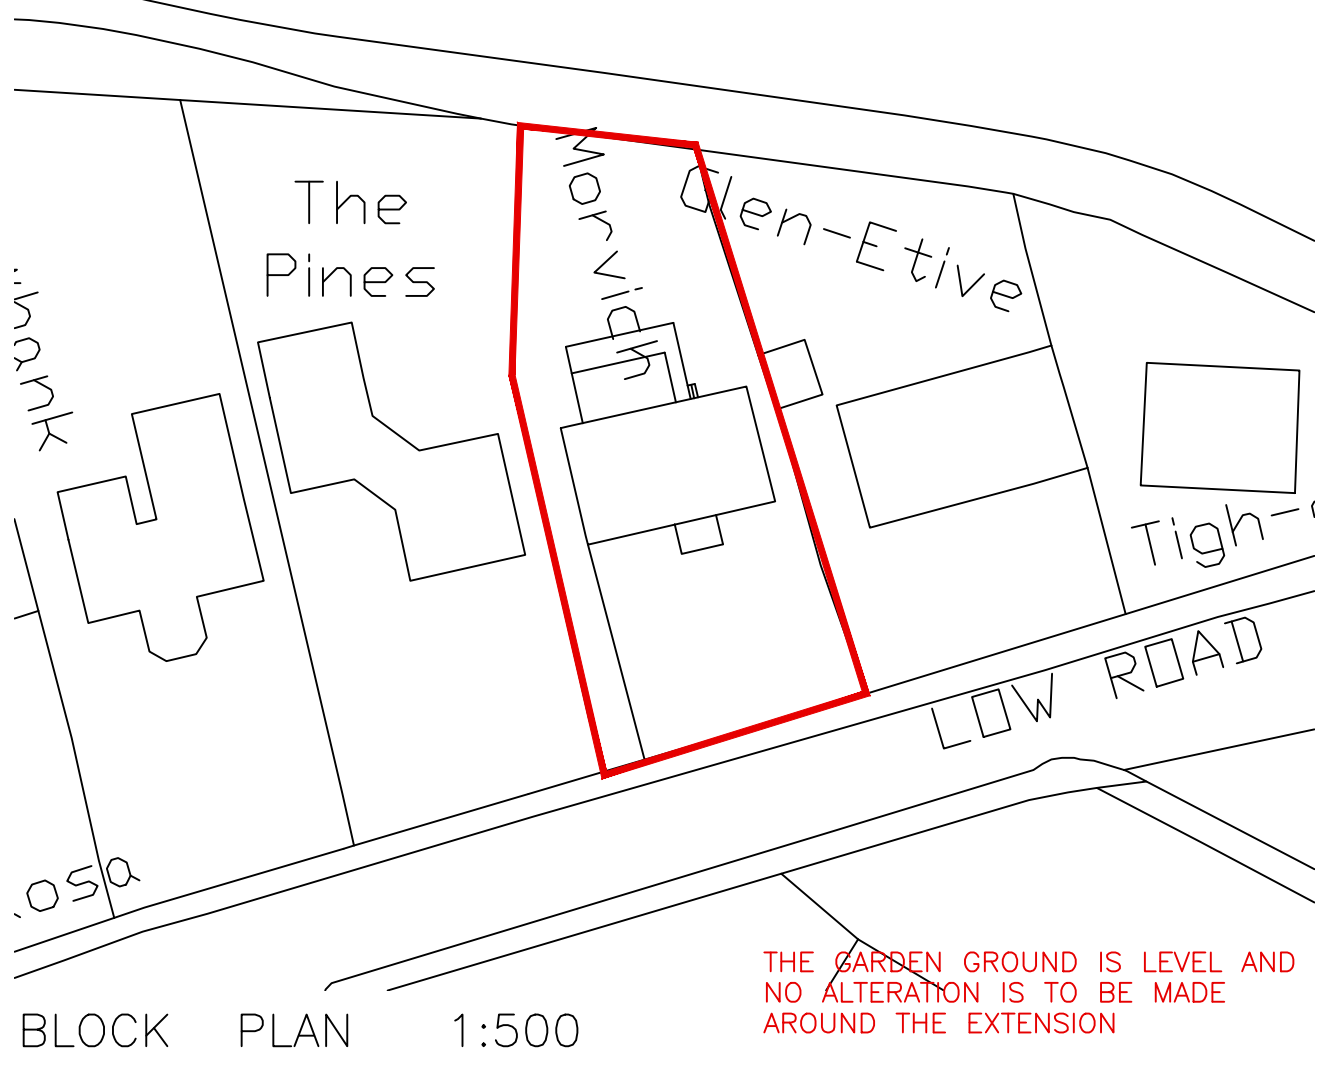 The
Pines
Morvich
Glen-Etive
LOW ROAD
THE GARDEN GROUND IS LEVEL AND
NO ALTERATION IS TO BE MADE
AROUND THE EXTENSION
BLOCK PLAN 1:500